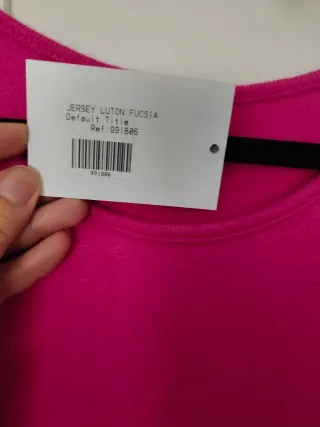 JERSEY LUTON FUCSIA
Default Title
Ref:991806
991806